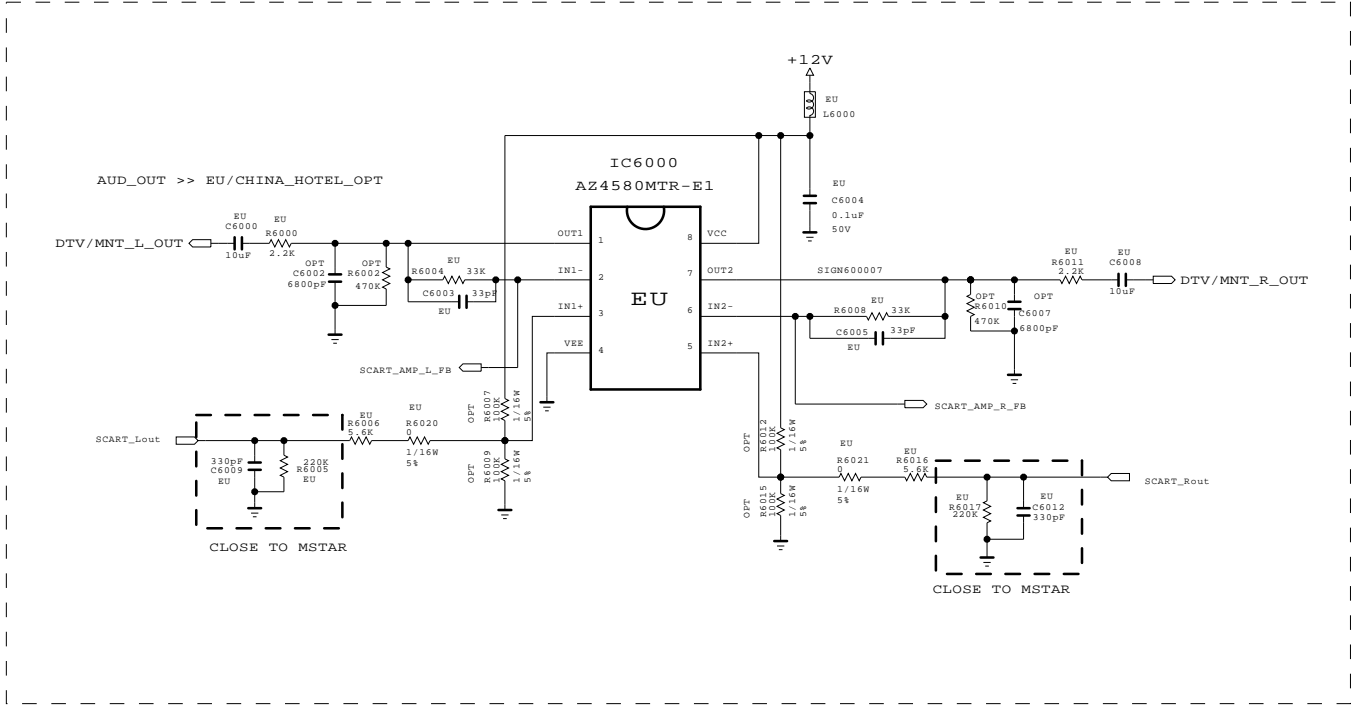 +12V
EU
L6000
IC6000
AZ4580MTR-E1
AUD_OUT >> EU/CHINA_HOTEL_OPT
EU
C6004
0.1uF
50V
DTV/MNT_L_OUT
EU
C6000
10uF
EU
R6000
2.2K
OPT
C6002
6800pF
OPT
R6002
470K
EU
R6004
33K
C6003
33pF
EU
OUT1
1
IN1-
2
IN1+
3
VEE
4
EU
8
VCC
7
OUT2
6
IN2-
5
IN2+
SIGN600007
EU
R6008
33K
C6005
33pF
EU
OPT
R6010
470K
OPT
C6007
6800pF
EU
R6011
2.2K
EU
C6008
10uF
DTV/MNT_R_OUT
SCART_AMP_L_FB
SCART_AMP_R_FB
SCART_Lout
330pF
C6009
EU
220K
R6005
EU
CLOSE TO MSTAR
EU
R6006
5.6K
EU
R6020
0
1/16W
5%
OPT
R6007
100K
1/16W
5%
OPT
R6009
100K
1/16W
5%
OPT
R6012
100K
1/16W
5%
OPT
R6015
100K
1/16W
5%
EU
R6021
0
1/16W
5%
EU
R6016
5.6K
EU
R6017
220K
EU
C6012
330pF
SCART_Rout
CLOSE TO MSTAR